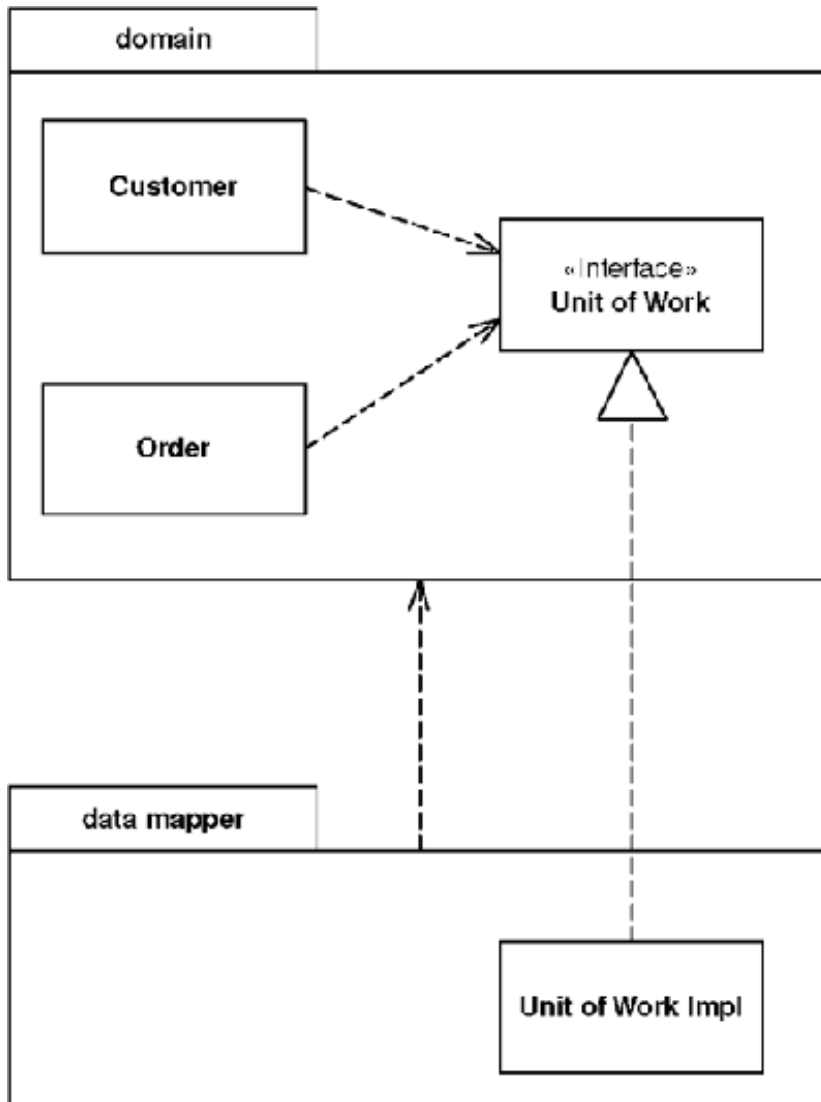 domain
Customer
«Interface»
Unit of Work
Order
data mapper
Unit of Work Impl